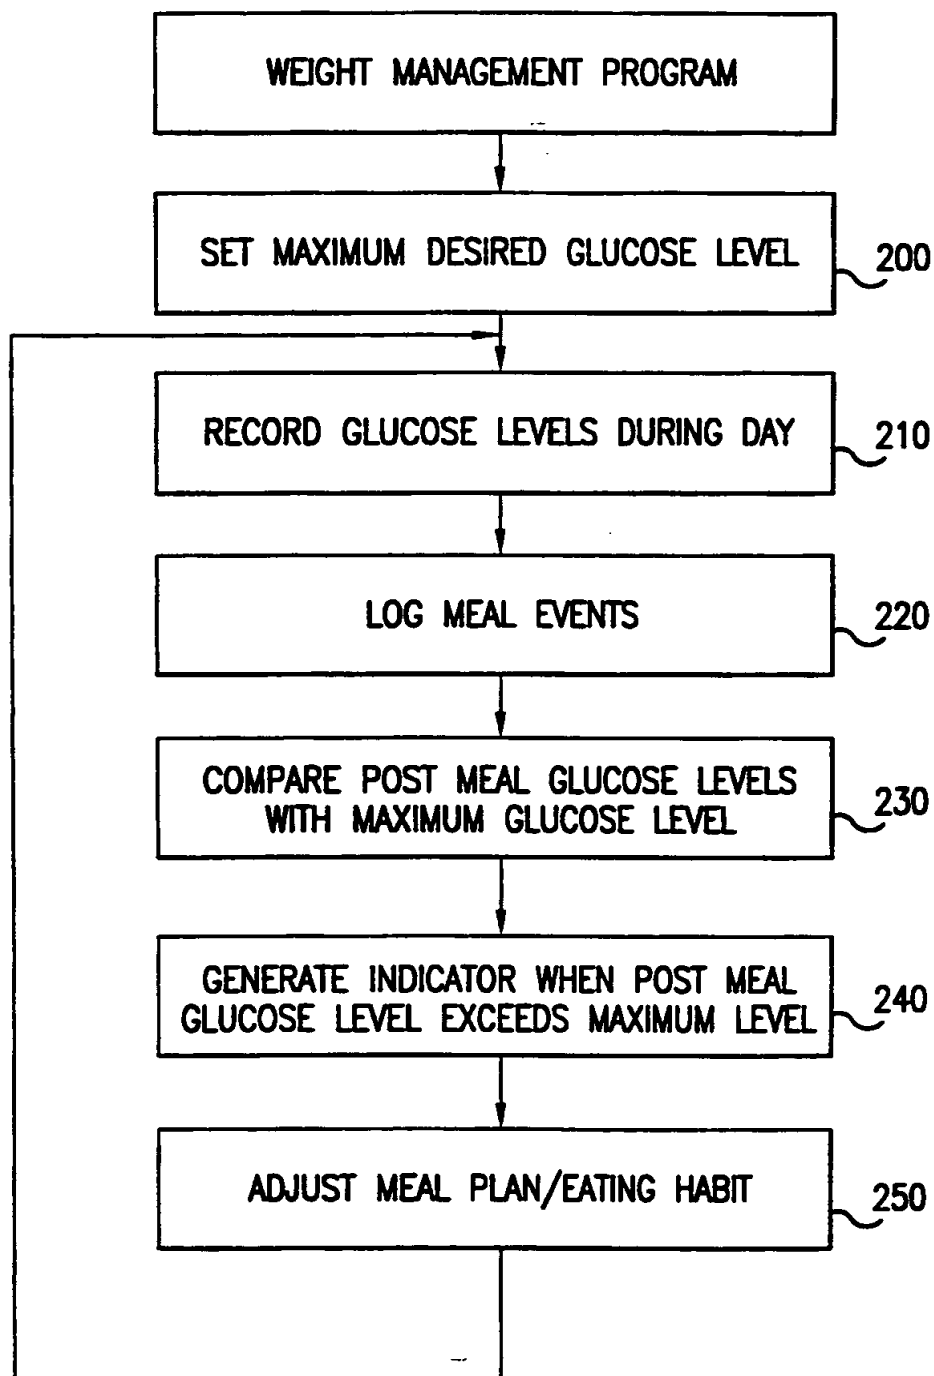 WEIGHT MANAGEMENT PROGRAM
SET MAXIMUM DESIRED GLUCOSE LEVEL
200
RECORD GLUCOSE LEVELS DURING DAY
210
LOG MEAL EVENTS
220
COMPARE POST MEAL GLUCOSE LEVELS
WITH MAXIMUM GLUCOSE LEVEL
230
GENERATE INDICATOR WHEN POST MEAL
GLUCOSE LEVEL EXCEEDS MAXIMUM LEVEL
240
ADJUST MEAL PLAN/EATING HABIT
250